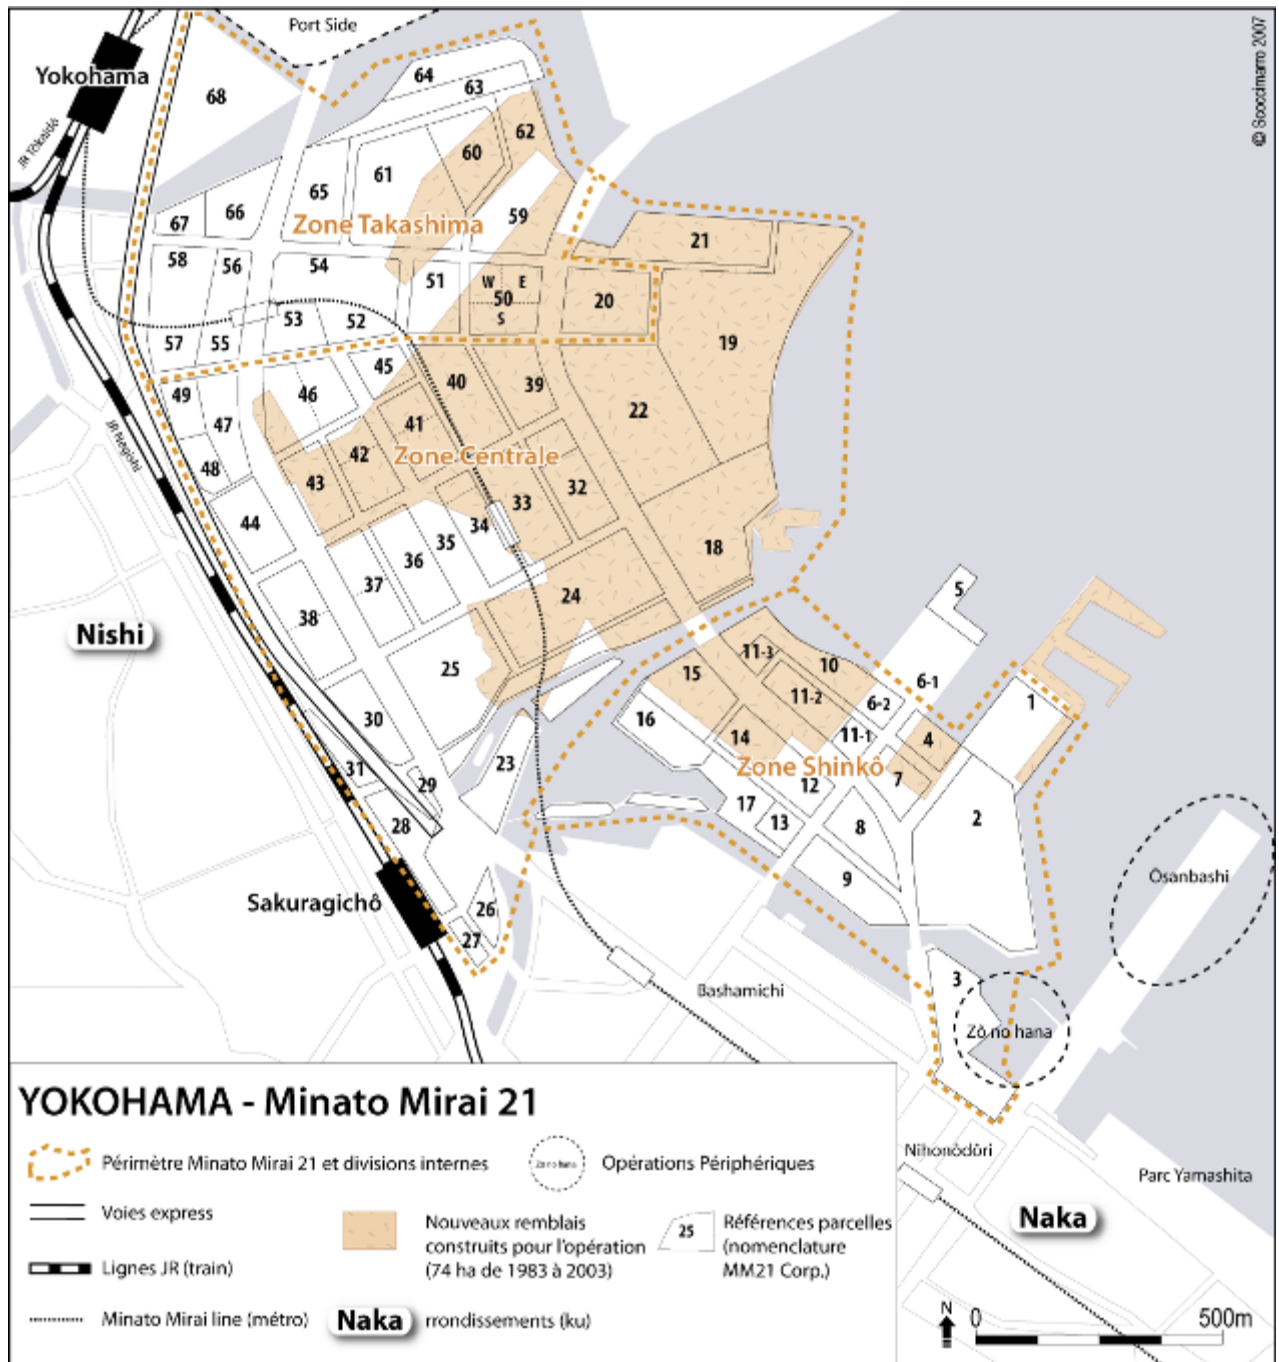 Port Side
© Scoccimarro 2007
Yokohama
JR Tôkaidô
68
64
63
62
60
61
65
59
67
66
Zone Takashima
21
58
56
54
51
W
E
50
S
20
53
52
19
57
55
45
40
39
49
46
22
47
41
42
Zone Centrale
JR Negishi
48
43
33
32
44
34
35
36
18
37
24
5
38
Nishi
25
11-3
10
15
6-1
11-2
6-2
1
30
16
14
11-1
4
23
31
29
Zone Shinkô
7
12
17
13
8
2
28
9
Ôsanbashi
Sakuragichô
26
27
3
Bashamichi
Zô no hana
YOKOHAMA - Minato Mirai 21
Périmètre Minato Mirai 21 et divisions internes
Zô no hana
Opérations Périphériques
Nihonôdôri
Parc Yamashita
Voies express
Nouveaux remblais
construits pour l'opération
(74 ha de 1983 à 2003)
25
Références parcelles
(nomenclature
MM21 Corp.)
Naka
Lignes JR (train)
Minato Mirai line (métro)
Naka
rrondissements (ku)
N
0
500m